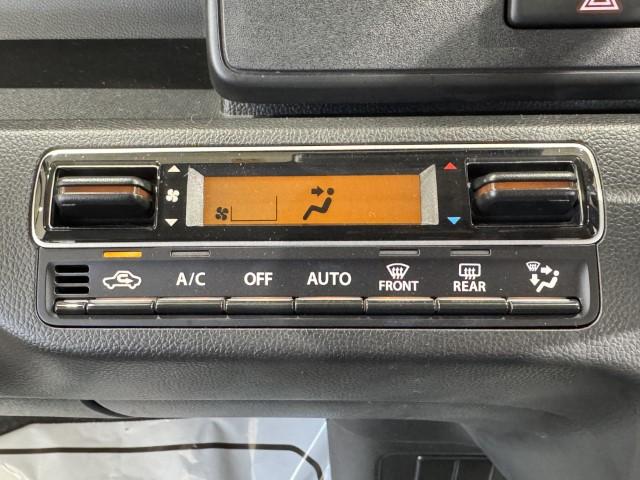 A/C OFF AUTO FRONT REAR